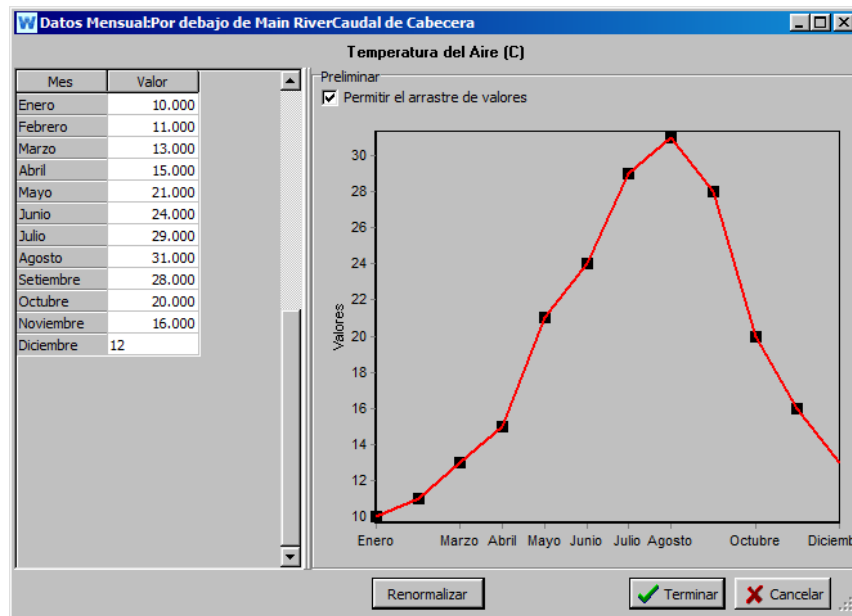 Datos Mensual:Por debajo de Main RiverCaudal de Cabecera
Temperatura del Aire (C)
Mes Valor
Enero 10.000
Febrero 11.000
Marzo 13.000
Abril 15.000
Mayo 21.000
Junio 24.000
Julio 29.000
Agosto 31.000
Setiembre 28.000
Octubre 20.000
Noviembre 16.000
Diciembre 12
Preliminar
Permitir el arrastre de valores
Valores
30
28
26
24
22
20
18
16
14
12
10
Enero Marzo Abril Mayo Junio Julio Agosto Octubre Diciemb
Renormalizar Terminar Cancelar